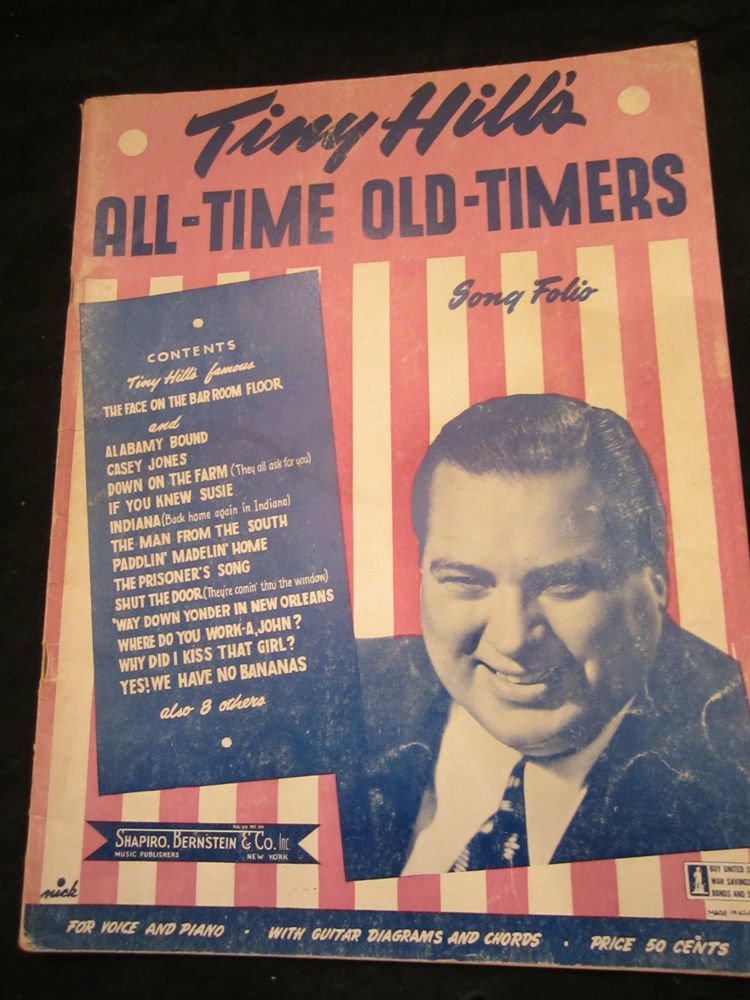 Tiny Hill's
ALL-TIME OLD-TIMERS
Song Folio
CONTENTS
Tiny Hill's famous
THE FACE ON THE BAR ROOM FLOOR
and
ALABAMY BOUND
CASEY JONES
DOWN ON THE FARM (They all ask for you)
IF YOU KNEW SUSIE
INDIANA (Back home again in Indiana)
THE MAN FROM THE SOUTH
PADDLIN' MADELIN' HOME
THE PRISONER'S SONG
SHUT THE DOOR (They're comin' thru the window)
'WAY DOWN YONDER IN NEW ORLEANS
WHERE DO YOU WORK-A, JOHN?
WHY DID I KISS THAT GIRL?
YES! WE HAVE NO BANANAS
also 8 others
REG US PAT OFF
SHAPIRO, BERNSTEIN & CO. Inc
MUSIC PUBLISHERS NEW YORK
nick
BUY UNITED S
WAR SAVINGS
BONDS AND S
MADE IN U.S.A
FOR VOICE AND PIANO • WITH GUITAR DIAGRAMS AND CHORDS • PRICE 50 CENTS